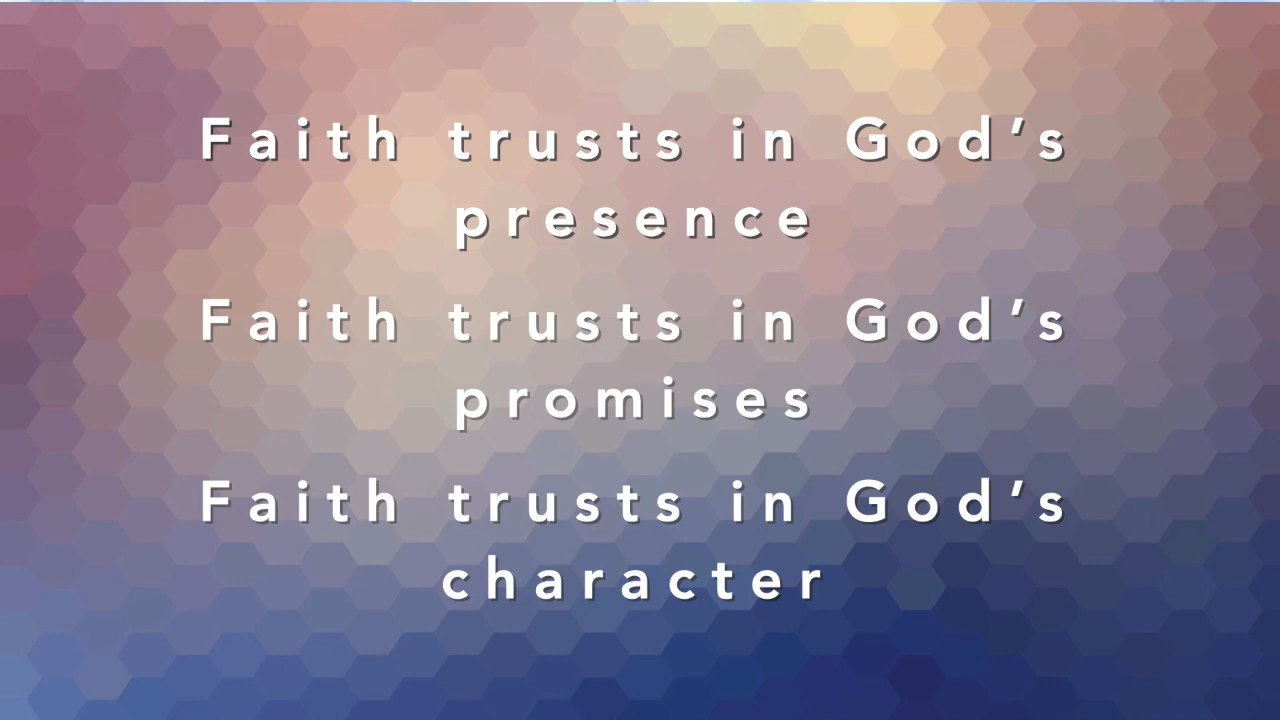 Faith trusts in God’s
presence
Faith trusts in God’s
promises
Faith trusts in God’s
character